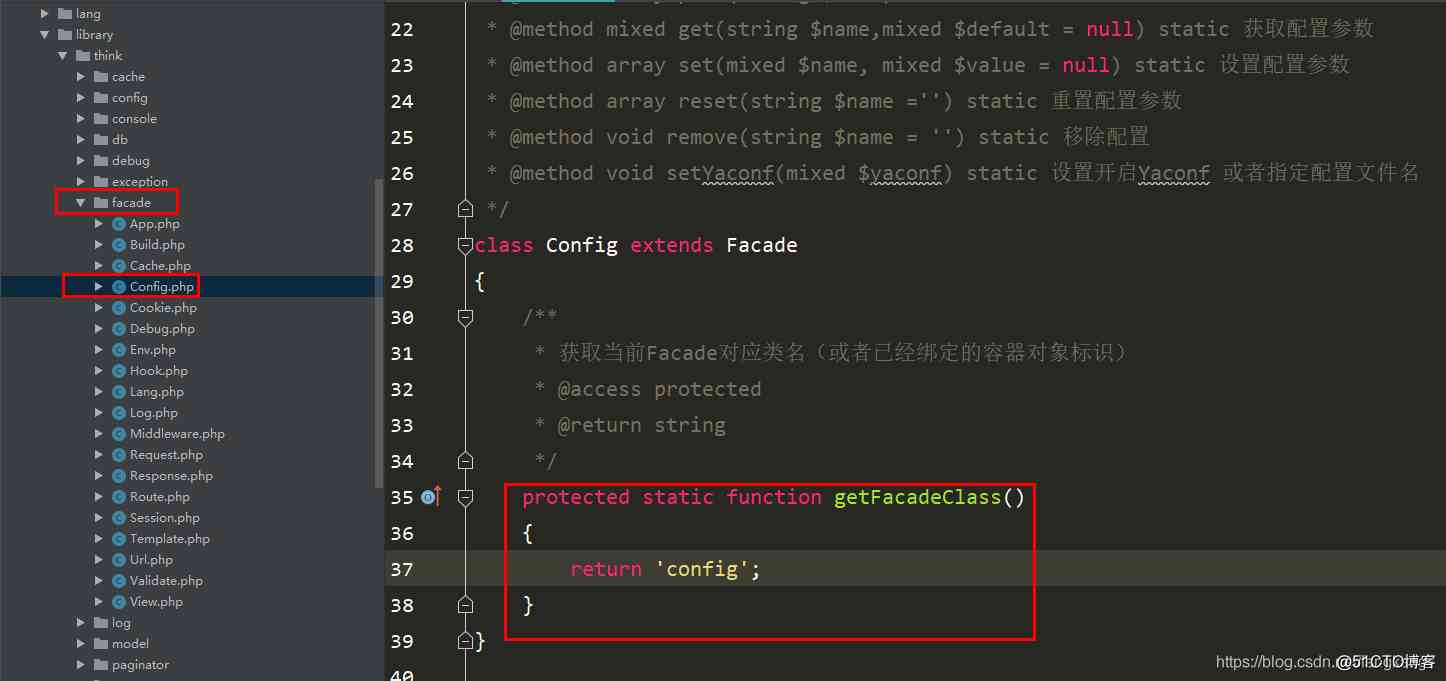 lang
library
think
cache
config
console
db
debug
exception
facade
App.php
Build.php
Cache.php
Config.php
Cookie.php
Debug.php
Env.php
Hook.php
Lang.php
Log.php
Middleware.php
Request.php
Response.php
Route.php
Session.php
Template.php
Url.php
Validate.php
View.php
log
model
paginator
22 * @method mixed get(string $name,mixed $default = null) static 获取配置参数
23 * @method array set(mixed $name, mixed $value = null) static 设置配置参数
24 * @method array reset(string $name ='') static 重置配置参数
25 * @method void remove(string $name = '') static 移除配置
26 * @method void setYaconf(mixed $yaconf) static 设置开启Yaconf 或者指定配置文件名
27 */
28 class Config extends Facade
29 {
30 /**
31 * 获取当前Facade对应类名（或者已经绑定的容器对象标识）
32 * @access protected
33 * @return string
34 */
35 protected static function getFacadeClass()
36 {
37 return 'config';
38 }
39 }
40
https://blog.csdn.
@51CTO博客